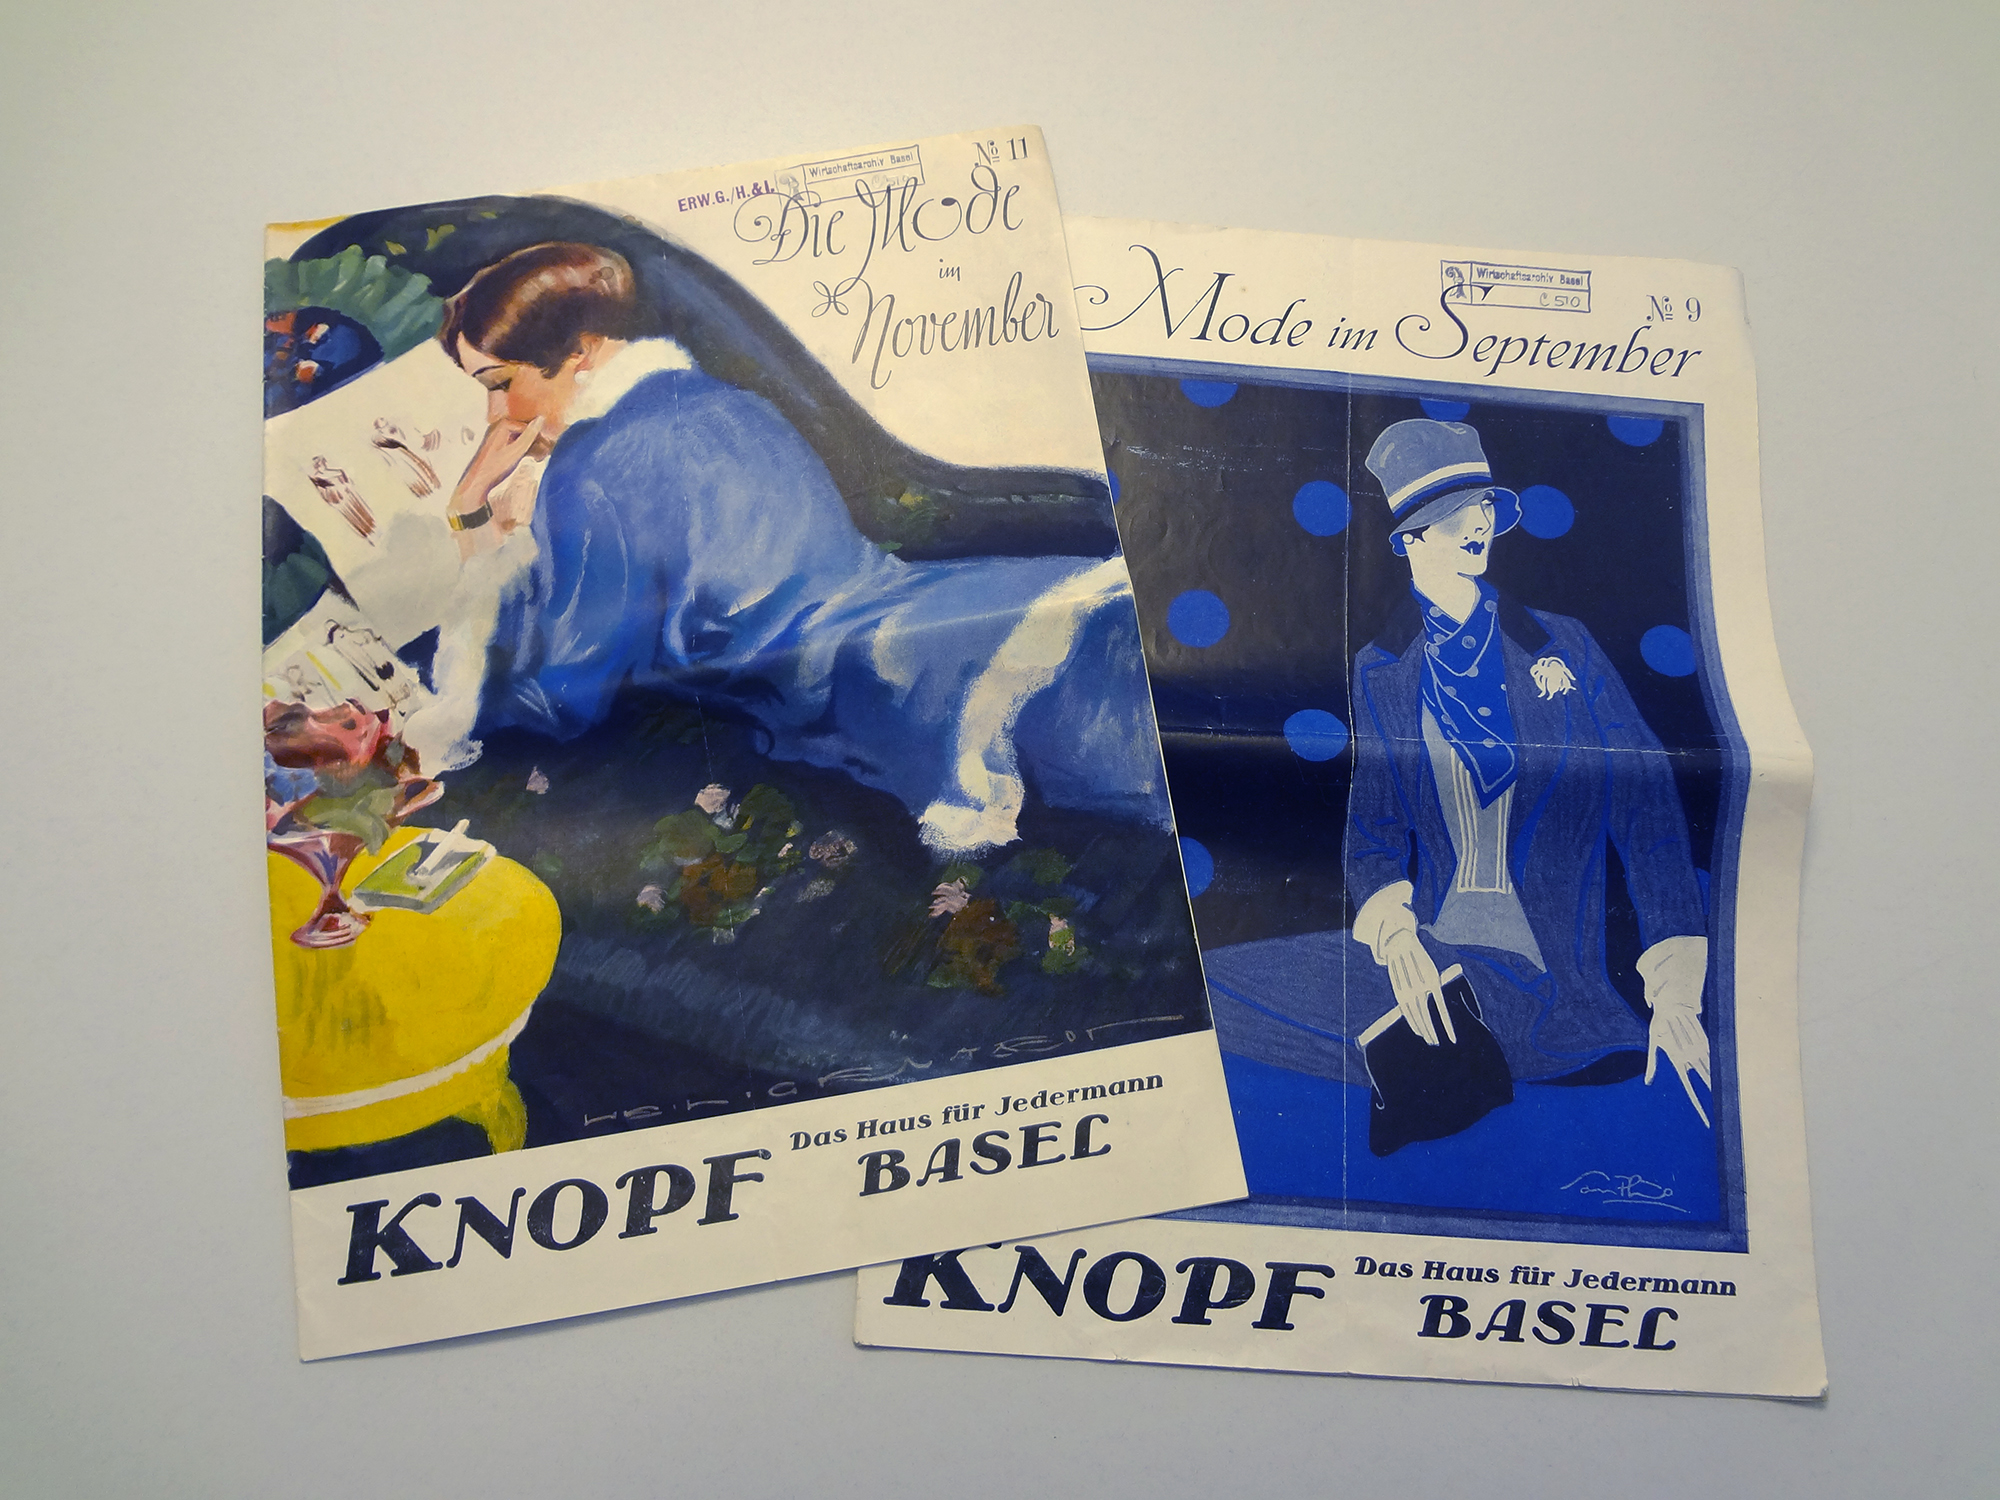 ERW.G./H.&I.
Wirtschaftsarchiv Basel
No 11
Die Mode
im
November
Das Haus für Jedermann
KNOPF BASEL
Wirtschaftsarchiv Basel
C 510
No 9
Mode im September
Das Haus für Jedermann
KNOPF BASEL